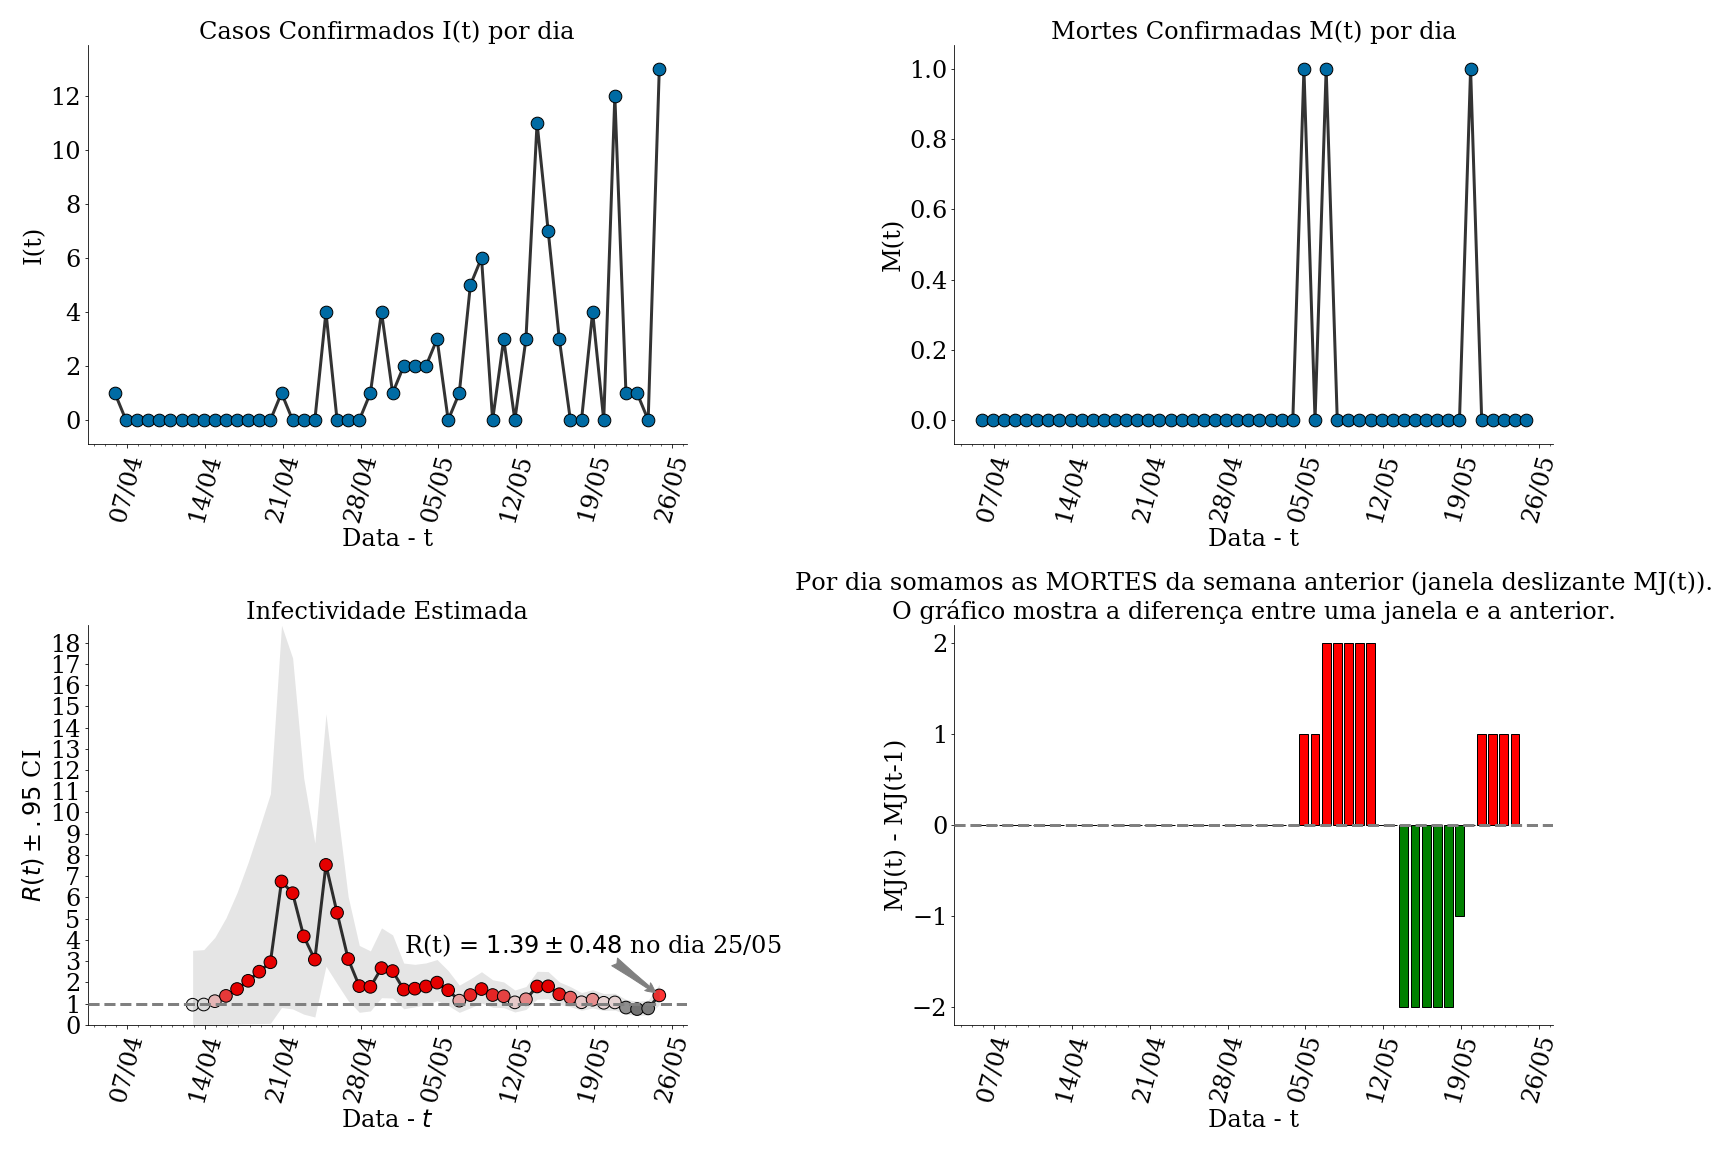 Casos Confirmados I(t) por dia
I(t)
12
10
8
6
4
2
0
07/04 14/04 21/04 28/04 05/05 12/05 19/05 26/05
Data - t
Mortes Confirmadas M(t) por dia
M(t)
1.0
0.8
0.6
0.4
0.2
0.0
07/04 14/04 21/04 28/04 05/05 12/05 19/05 26/05
Data - t
Infectividade Estimada
R(t) ± .95 CI
18
17
16
15
14
13
12
11
10
9
8
7
6
5
4
3
2
1
0
R(t) = 1.39 ± 0.48 no dia 25/05
07/04 14/04 21/04 28/04 05/05 12/05 19/05 26/05
Data - t
Por dia somamos as MORTES da semana anterior (janela deslizante MJ(t)).
O gráfico mostra a diferença entre uma janela e a anterior.
MJ(t) - MJ(t-1)
2
1
0
−1
−2
07/04 14/04 21/04 28/04 05/05 12/05 19/05 26/05
Data - t